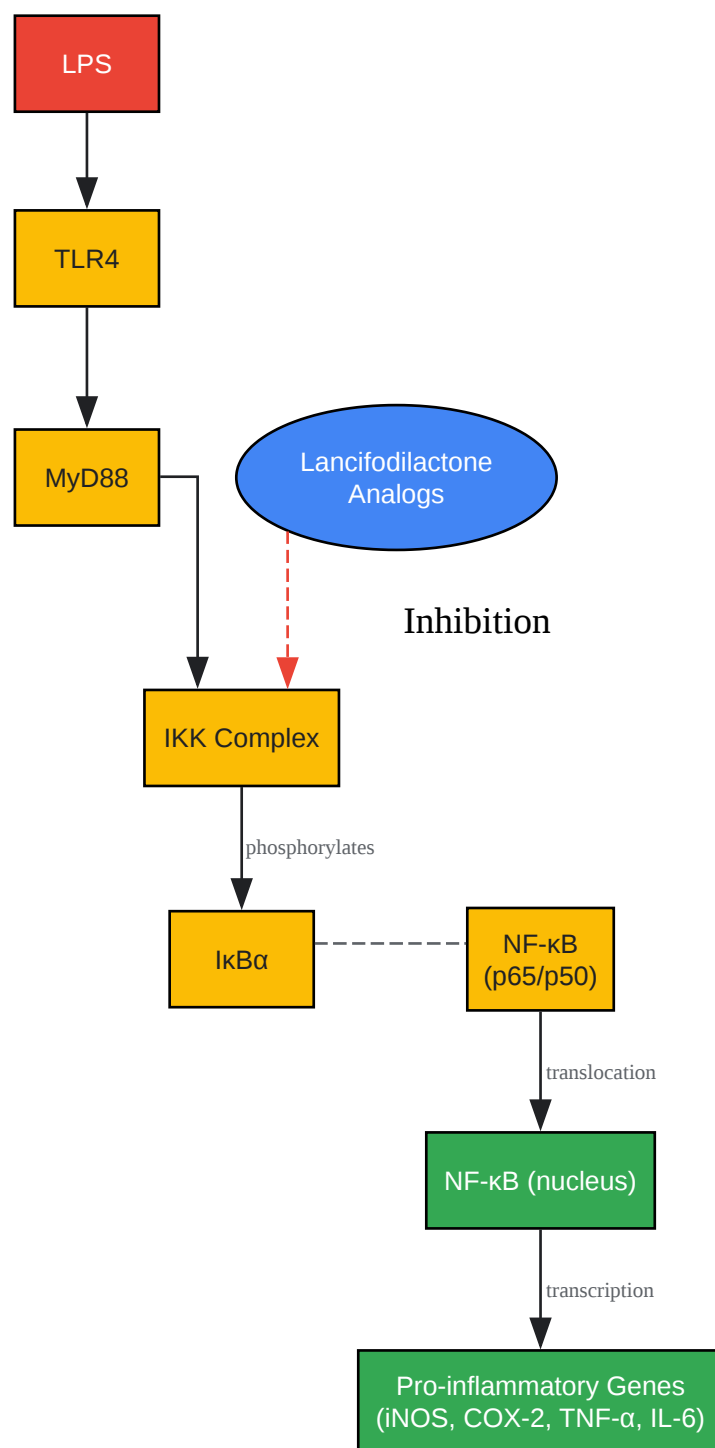 LPS
TLR4
MyD88
Lancifodilactone
Analogs
Inhibition
IKK Complex
phosphorylates
IκBα
NF-κB
(p65/p50)
translocation
NF-κB (nucleus)
transcription
Pro-inflammatory Genes
(iNOS, COX-2, TNF-α, IL-6)